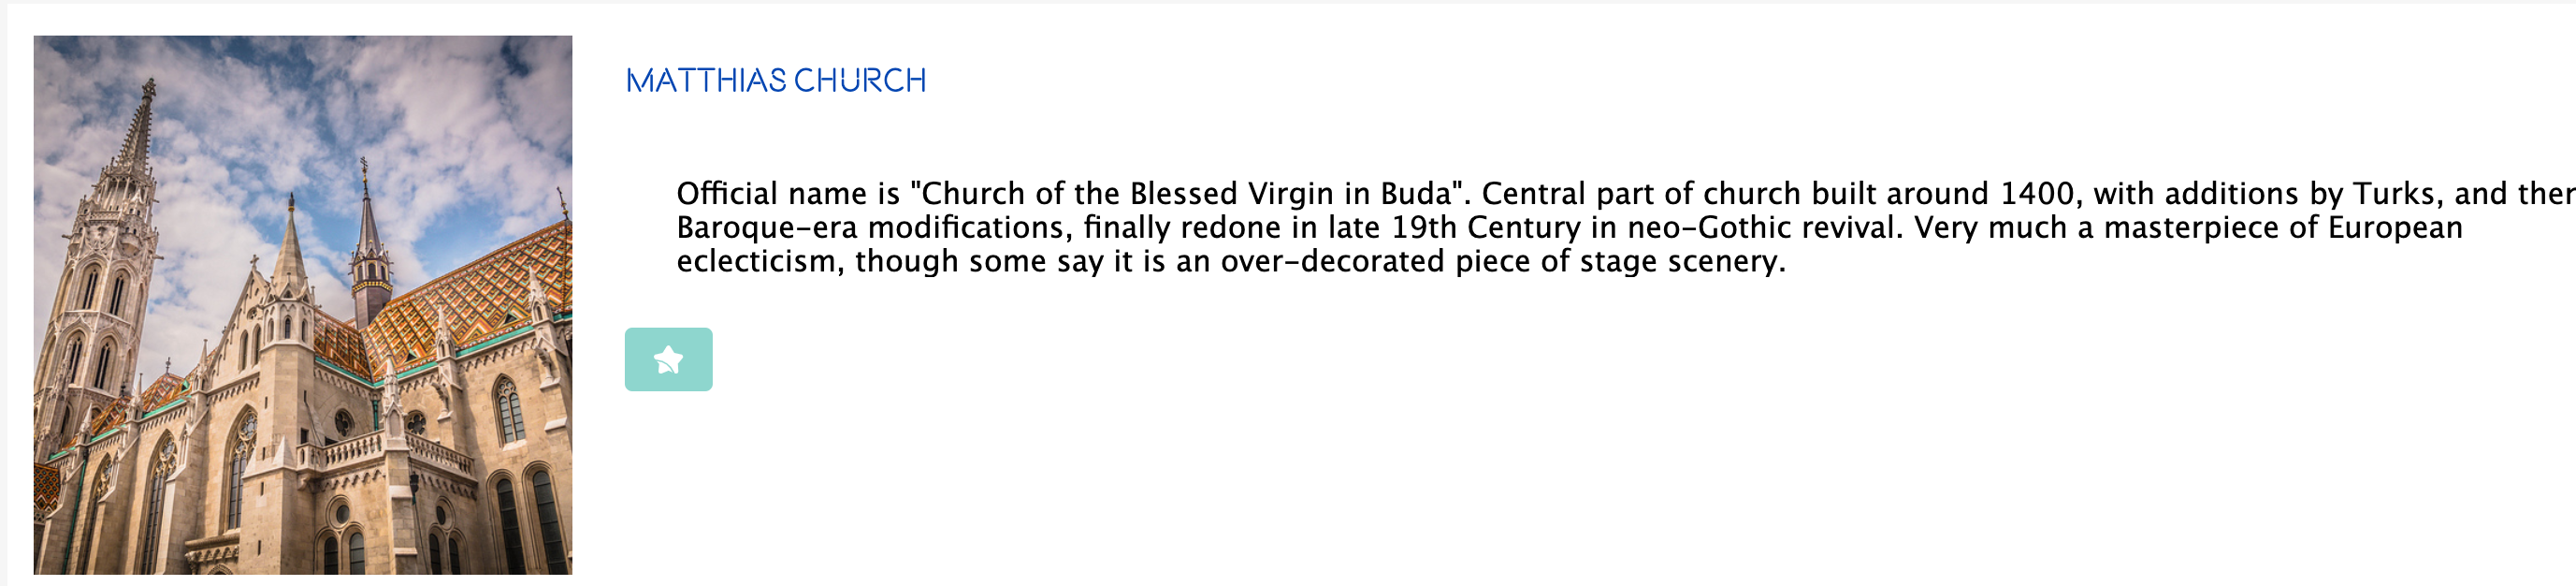 MATTHIAS CHURCH
Official name is "Church of the Blessed Virgin in Buda". Central part of church built around 1400, with additions by Turks, and
Baroque-era modifications, finally redone in late 19th Century in neo-Gothic revival. Very much a masterpiece of European
eclecticism, though some say it is an over-decorated piece of stage scenery.